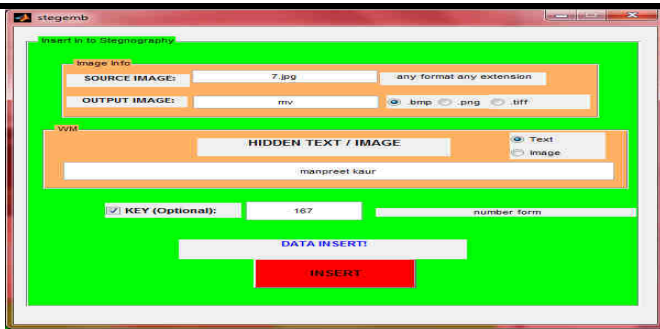 stegemb
Insert in to Stegnography
Image info
SOURCE IMAGE: 7.jpg any format any extension
OUTPUT IMAGE: mv .bmp .png .tiff
WM
HIDDEN TEXT / IMAGE Text
Image
manpreet kaur
KEY (Optional): 167 number form
DATA INSERT!
INSERT